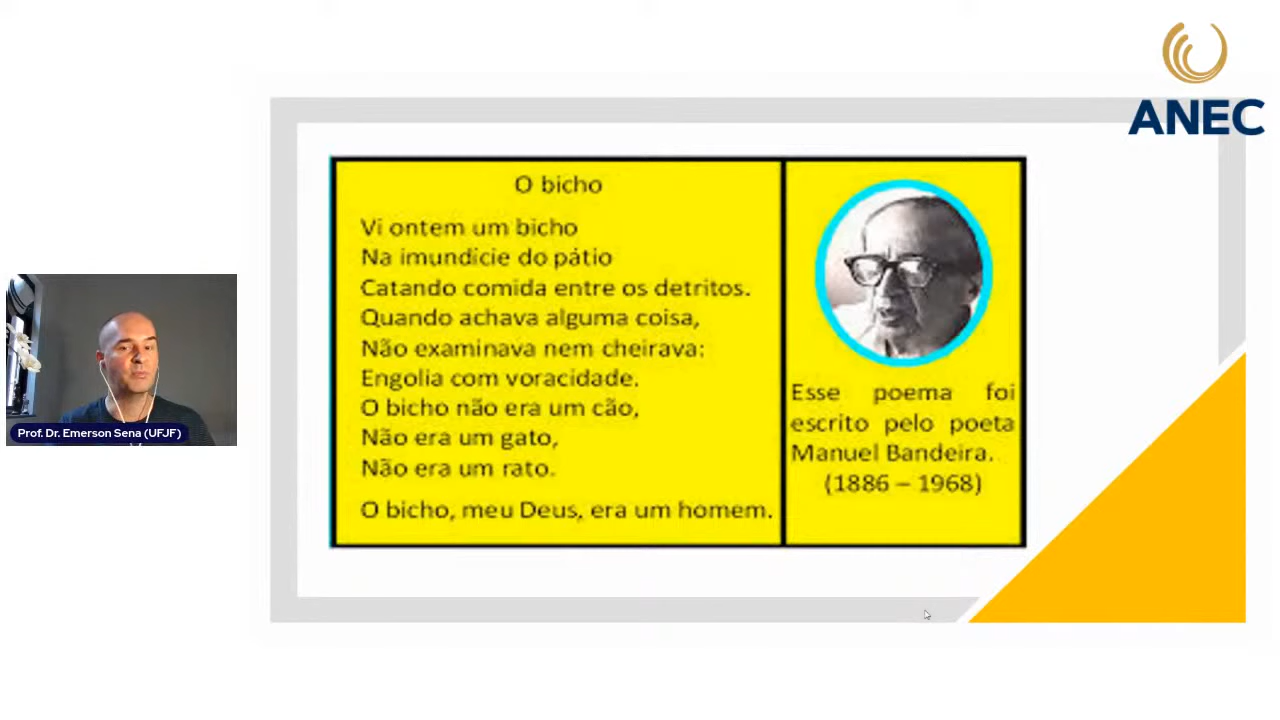 ANEC
O bicho
Vi ontem um bicho
Na imundície do pátio
Catando comida entre os detritos.
Quando achava alguma coisa,
Não examinava nem cheirava:
Engolia com voracidade.
O bicho não era um cão,
Não era um gato,
Não era um rato.
O bicho, meu Deus, era um homem.
Esse poema foi
escrito pelo poeta
Manuel Bandeira.
(1886 – 1968)
Prof. Dr. Emerson Sena (UFJF)